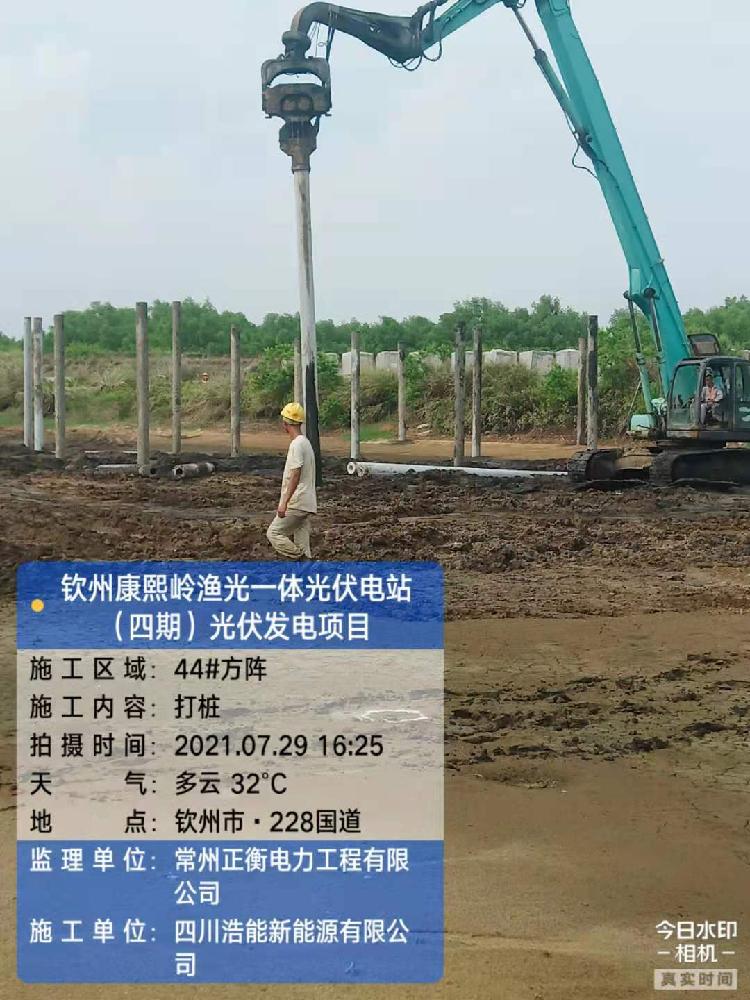 钦州康熙岭渔光一体光伏电站
（四期）光伏发电项目
施工区域：44#方阵
施工内容：打桩
拍摄时间：2021.07.29 16:25
天气：多云 32℃
地点：钦州市·228国道
监理单位：常州正衡电力工程有限
公司
施工单位：四川浩能新能源有限公
司
今日水印
-相机-
真实时间